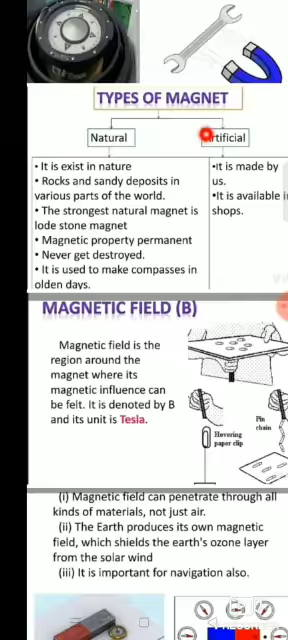 TYPES OF MAGNET
Natural
rtificial
• It is exist in nature
• Rocks and sandy deposits in
various parts of the world.
• The strongest natural magnet is
lode stone magnet
• Magnetic property permanent
• Never get destroyed.
• It is used to make compasses in
olden days.
•It is made by
us.
•It is available i
shops.
MAGNETIC FIELD (B)
Magnetic field is the
region around the
magnet where its
magnetic influence can
be felt. It is denoted by B
and its unit is Tesla.
Hovering
paper clip
Pin
chain
(i) Magnetic field can penetrate through all
kinds of materials, not just air.
(ii) The Earth produces its own magnetic
field, which shields the earth's ozone layer
from the solar wind
(iii) It is important for navigation also.